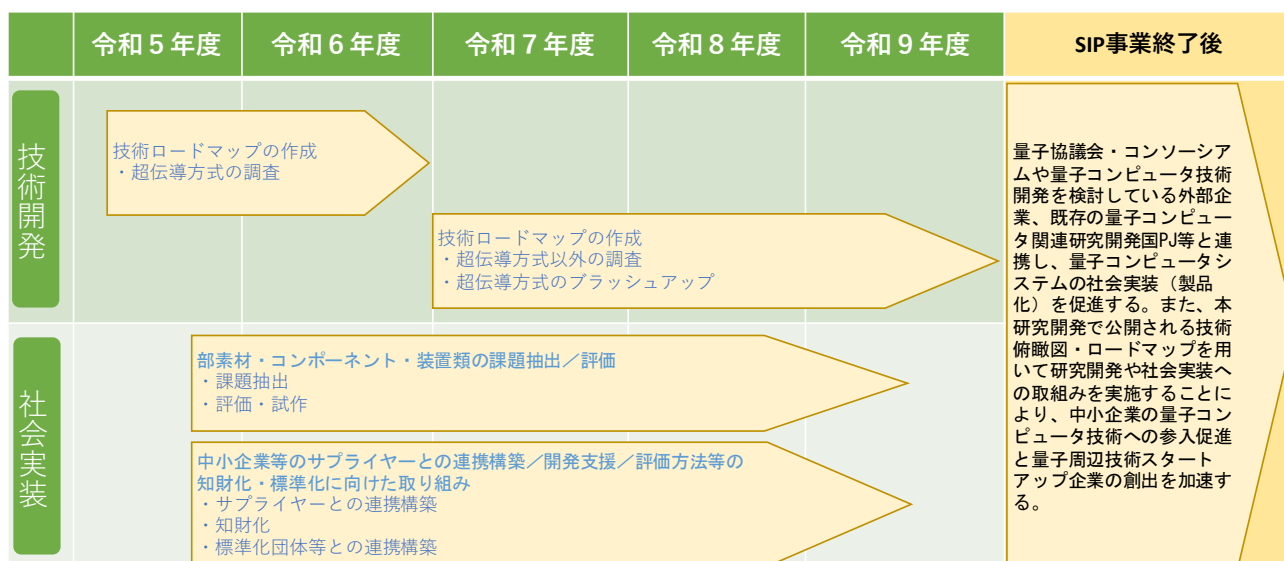 令和５年度
令和６年度
令和７年度
令和８年度
令和９年度
SIP事業終了後
技術開発
技術ロードマップの作成
・超伝導方式の調査
技術ロードマップの作成
・超伝導方式以外の調査
・超伝導方式のブラッシュアップ
社会実装
部素材・コンポーネント・装置類の課題抽出／評価
・課題抽出
・評価・試作
中小企業等のサプライヤーとの連携構築／開発支援／評価方法等の
知財化・標準化に向けた取り組み
・サプライヤーとの連携構築
・知財化
・標準化団体等との連携構築
量子協議会・コンソーシア
ムや量子コンピュータ技術
開発を検討している外部企
業、既存の量子コンピュー
タ関連研究開発国PJ等と連
携し、量子コンピュータシ
ステムの社会実装（製品
化）を促進する。また、本
研究開発で公開される技術
俯瞰図・ロードマップを用
いて研究開発や社会実装へ
の取組みを実施することに
より、中小企業の量子コン
ピュータ技術への参入促進
と量子周辺技術スタート
アップ企業の創出を加速す
る。